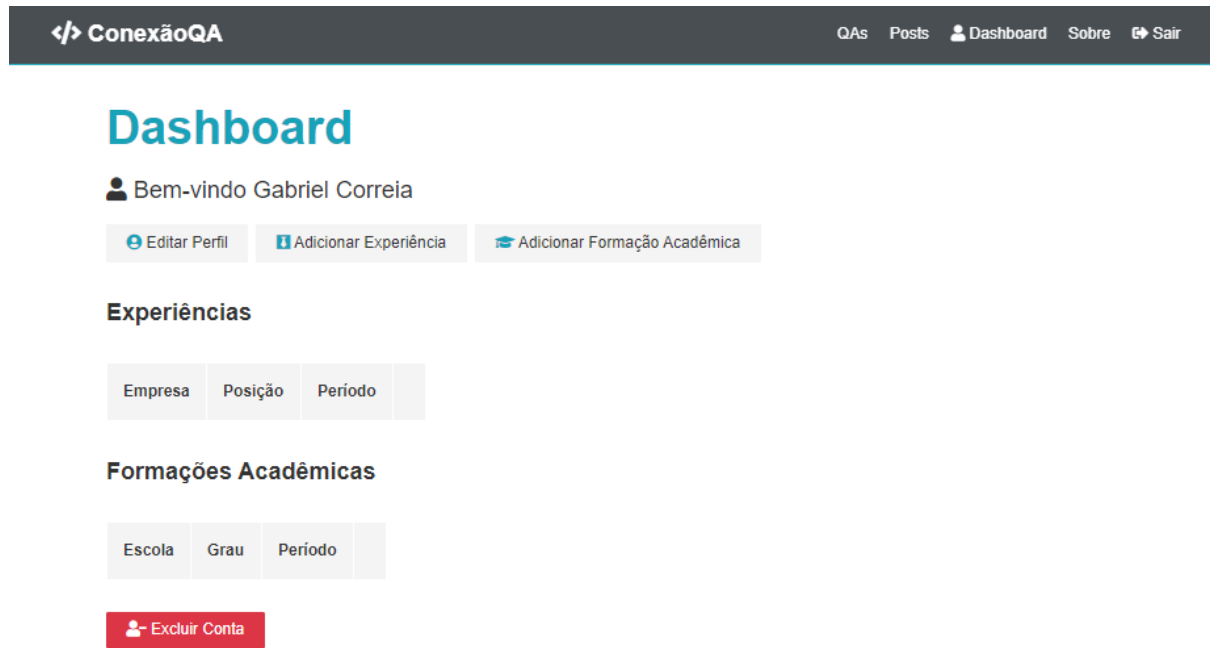 </> ConexãoQA QAs Posts Dashboard Sobre Sair
Dashboard
Bem-vindo Gabriel Correia
Editar Perfil Adicionar Experiência Adicionar Formação Acadêmica
Experiências
Empresa Posição Período
Formações Acadêmicas
Escola Grau Período
Excluir Conta